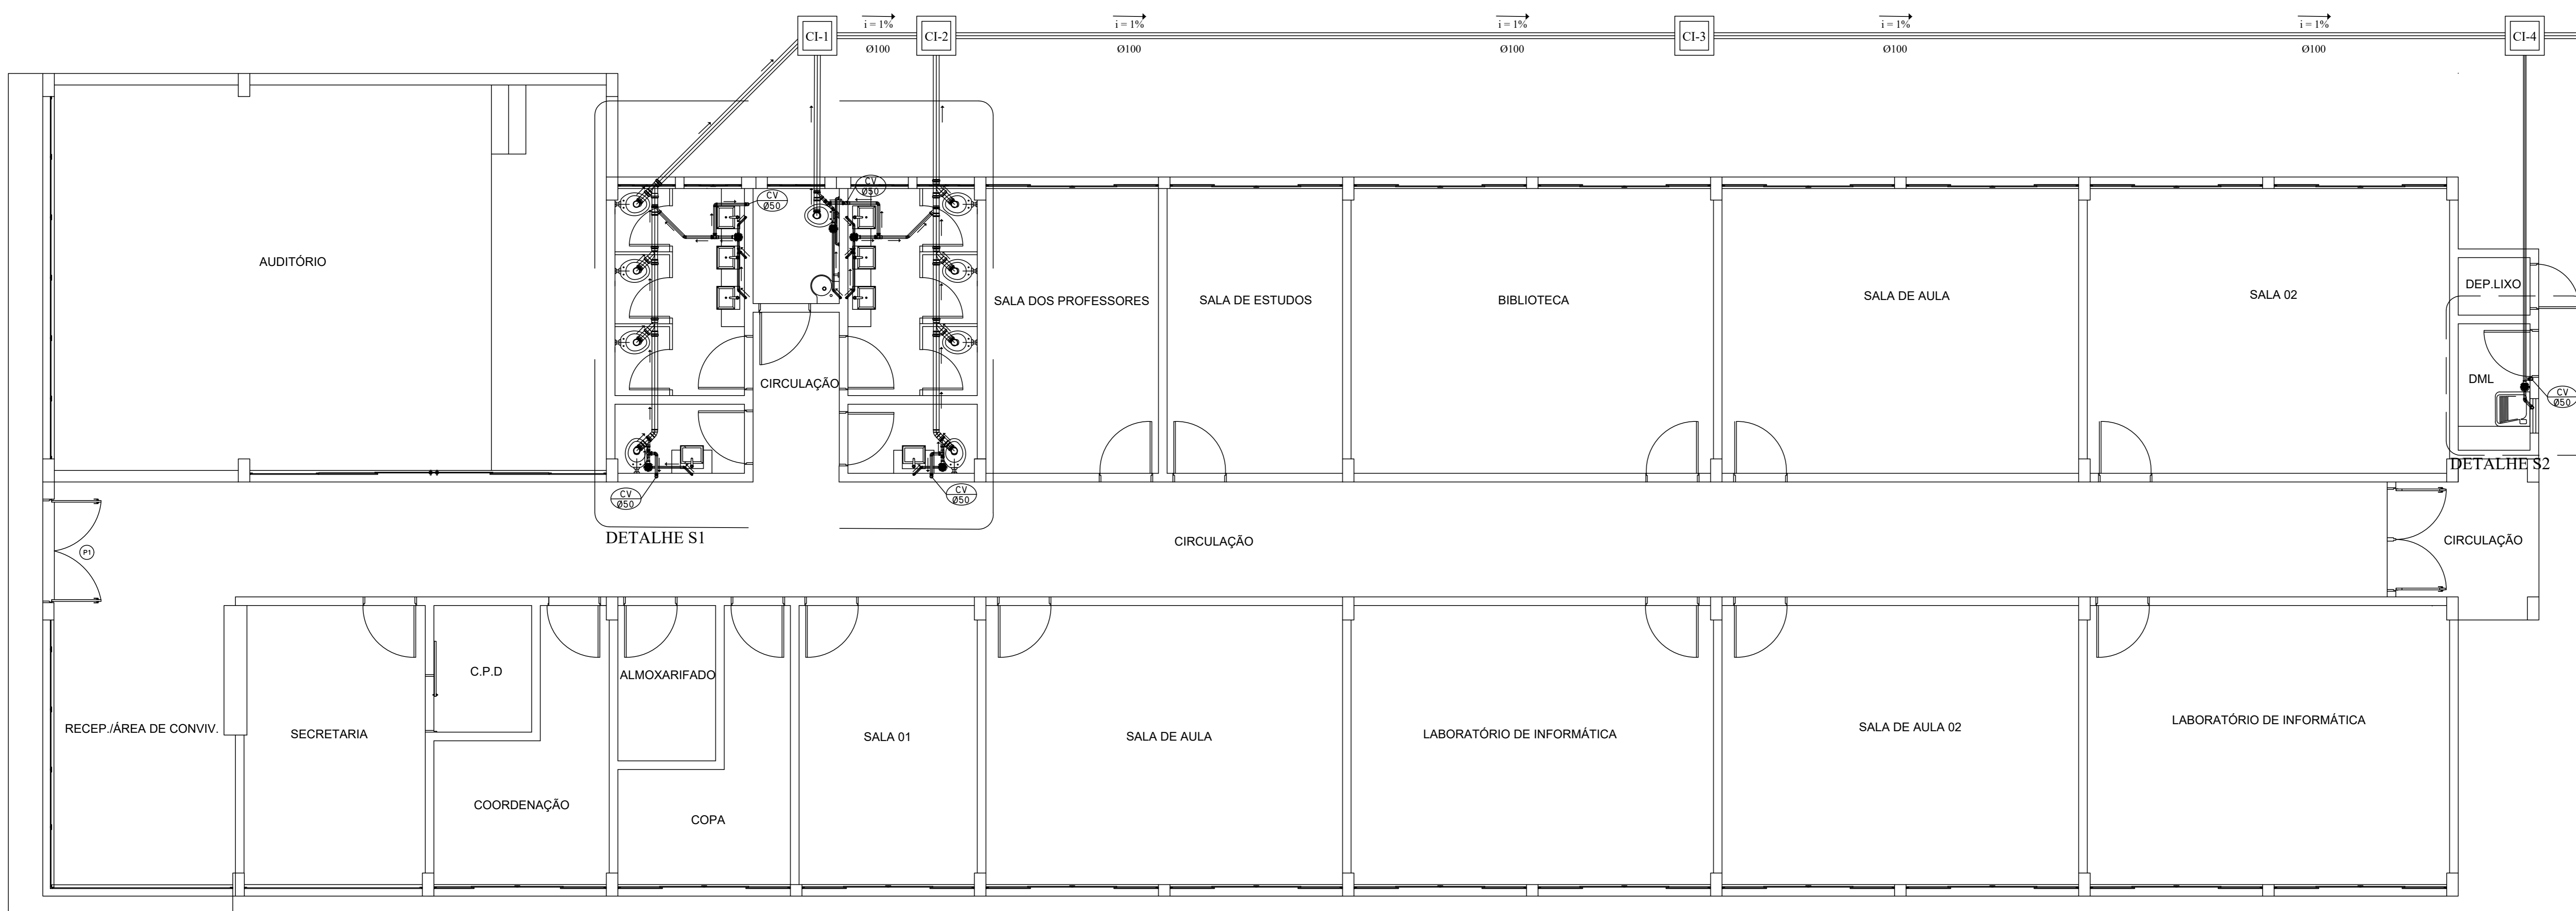 i = 1%
i = 1%
i = 1%
i = 1%
i = 1%
CI-1
CI-2
CI-3
CI-4
Ø100
Ø100
Ø100
Ø100
Ø100
CV
Ø50
CV
Ø50
AUDITÓRIO
SALA DOS PROFESSORES
SALA DE ESTUDOS
BIBLIOTECA
SALA DE AULA
SALA 02
DEP.LIXO
CIRCULAÇÃO
DML
CV
Ø50
DETALHE S2
CV
Ø50
CV
Ø50
DETALHE S1
P1
CIRCULAÇÃO
CIRCULAÇÃO
C.P.D
ALMOXARIFADO
RECEP./ÁREA DE CONVIV.
SECRETARIA
SALA 01
SALA DE AULA
LABORATÓRIO DE INFORMÁTICA
SALA DE AULA 02
LABORATÓRIO DE INFORMÁTICA
COORDENAÇÃO
COPA